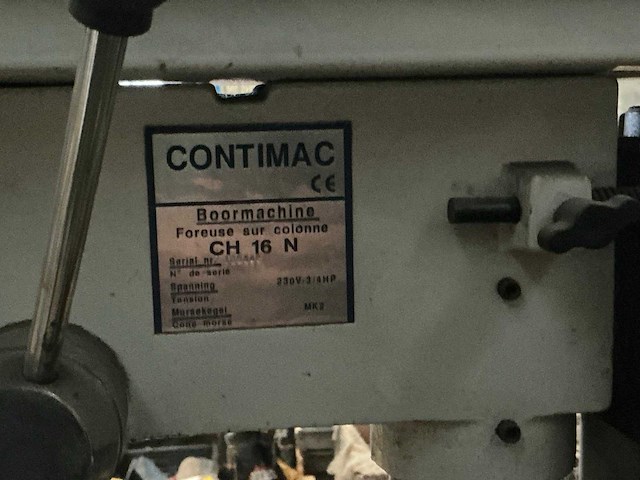 CONTIMAC
CE
Boormachine
Foreuse sur colonne
CH 16 N
Serial nr.
N° de serie
Spanning 230V-3/4HP
Tension
Morsekegel MK2
Cone morse